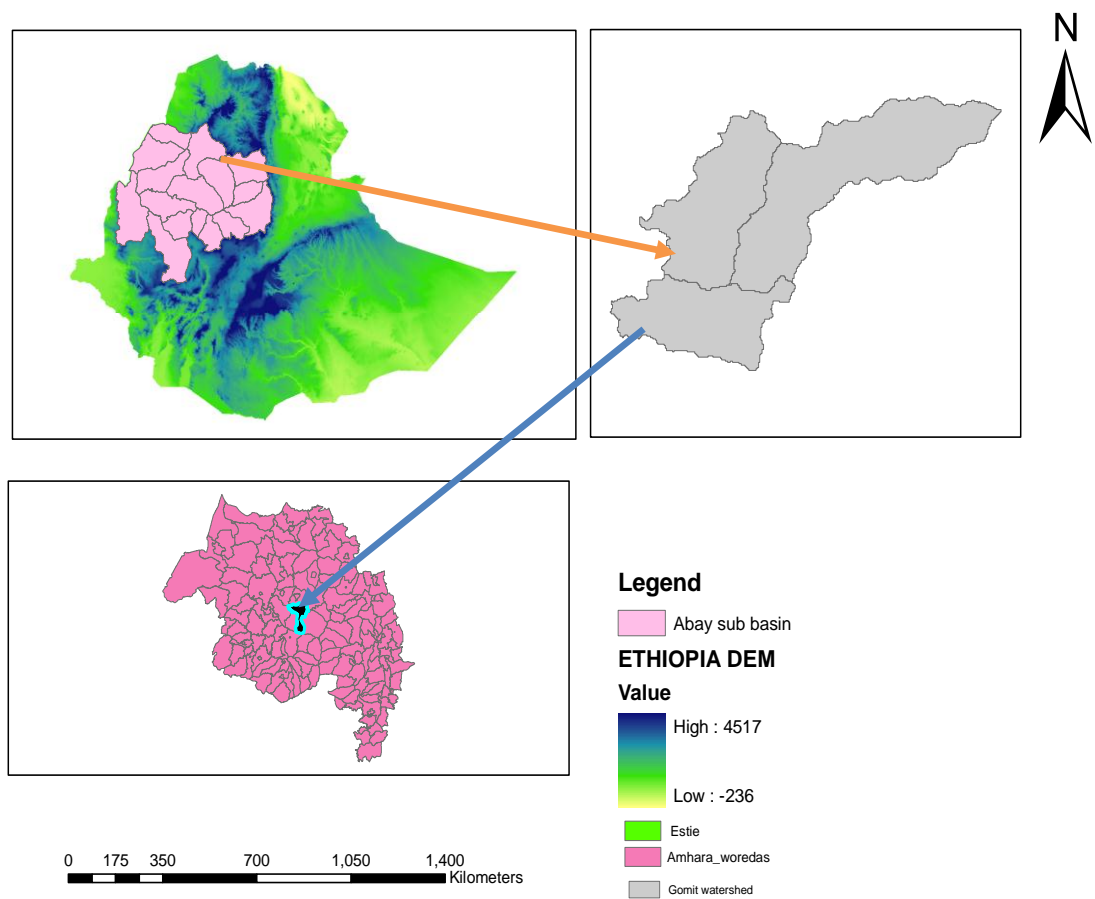 N
Legend
Abay sub basin
ETHIOPIA DEM
Value
High : 4517
Low : -236
Estie
Amhara_woredas
Gomit watershed
0 175 350 700 1,050 1,400
Kilometers